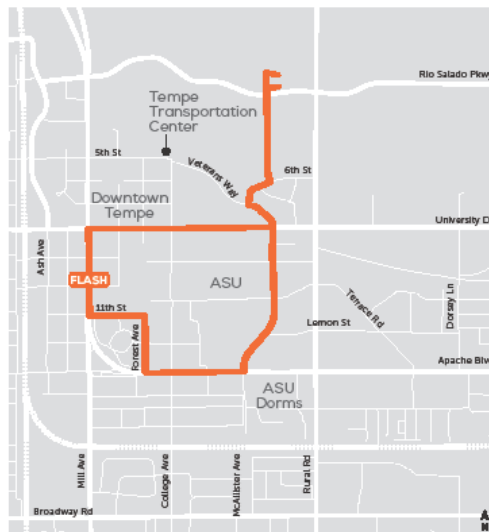 Rio Salado Pkw
Tempe
Transportation
Center
5th St
Veterans Way
6th St
Downtown
Tempe
University D
Ash Ave
FLASH
ASU
11th St
Forest Ave
Terrace Rd
Lemon St
Dorsey Ln
Apache Blv
ASU
Dorms
Mill Ave
College Ave
McAllister Ave
Rural Rd
Broadway Rd
A